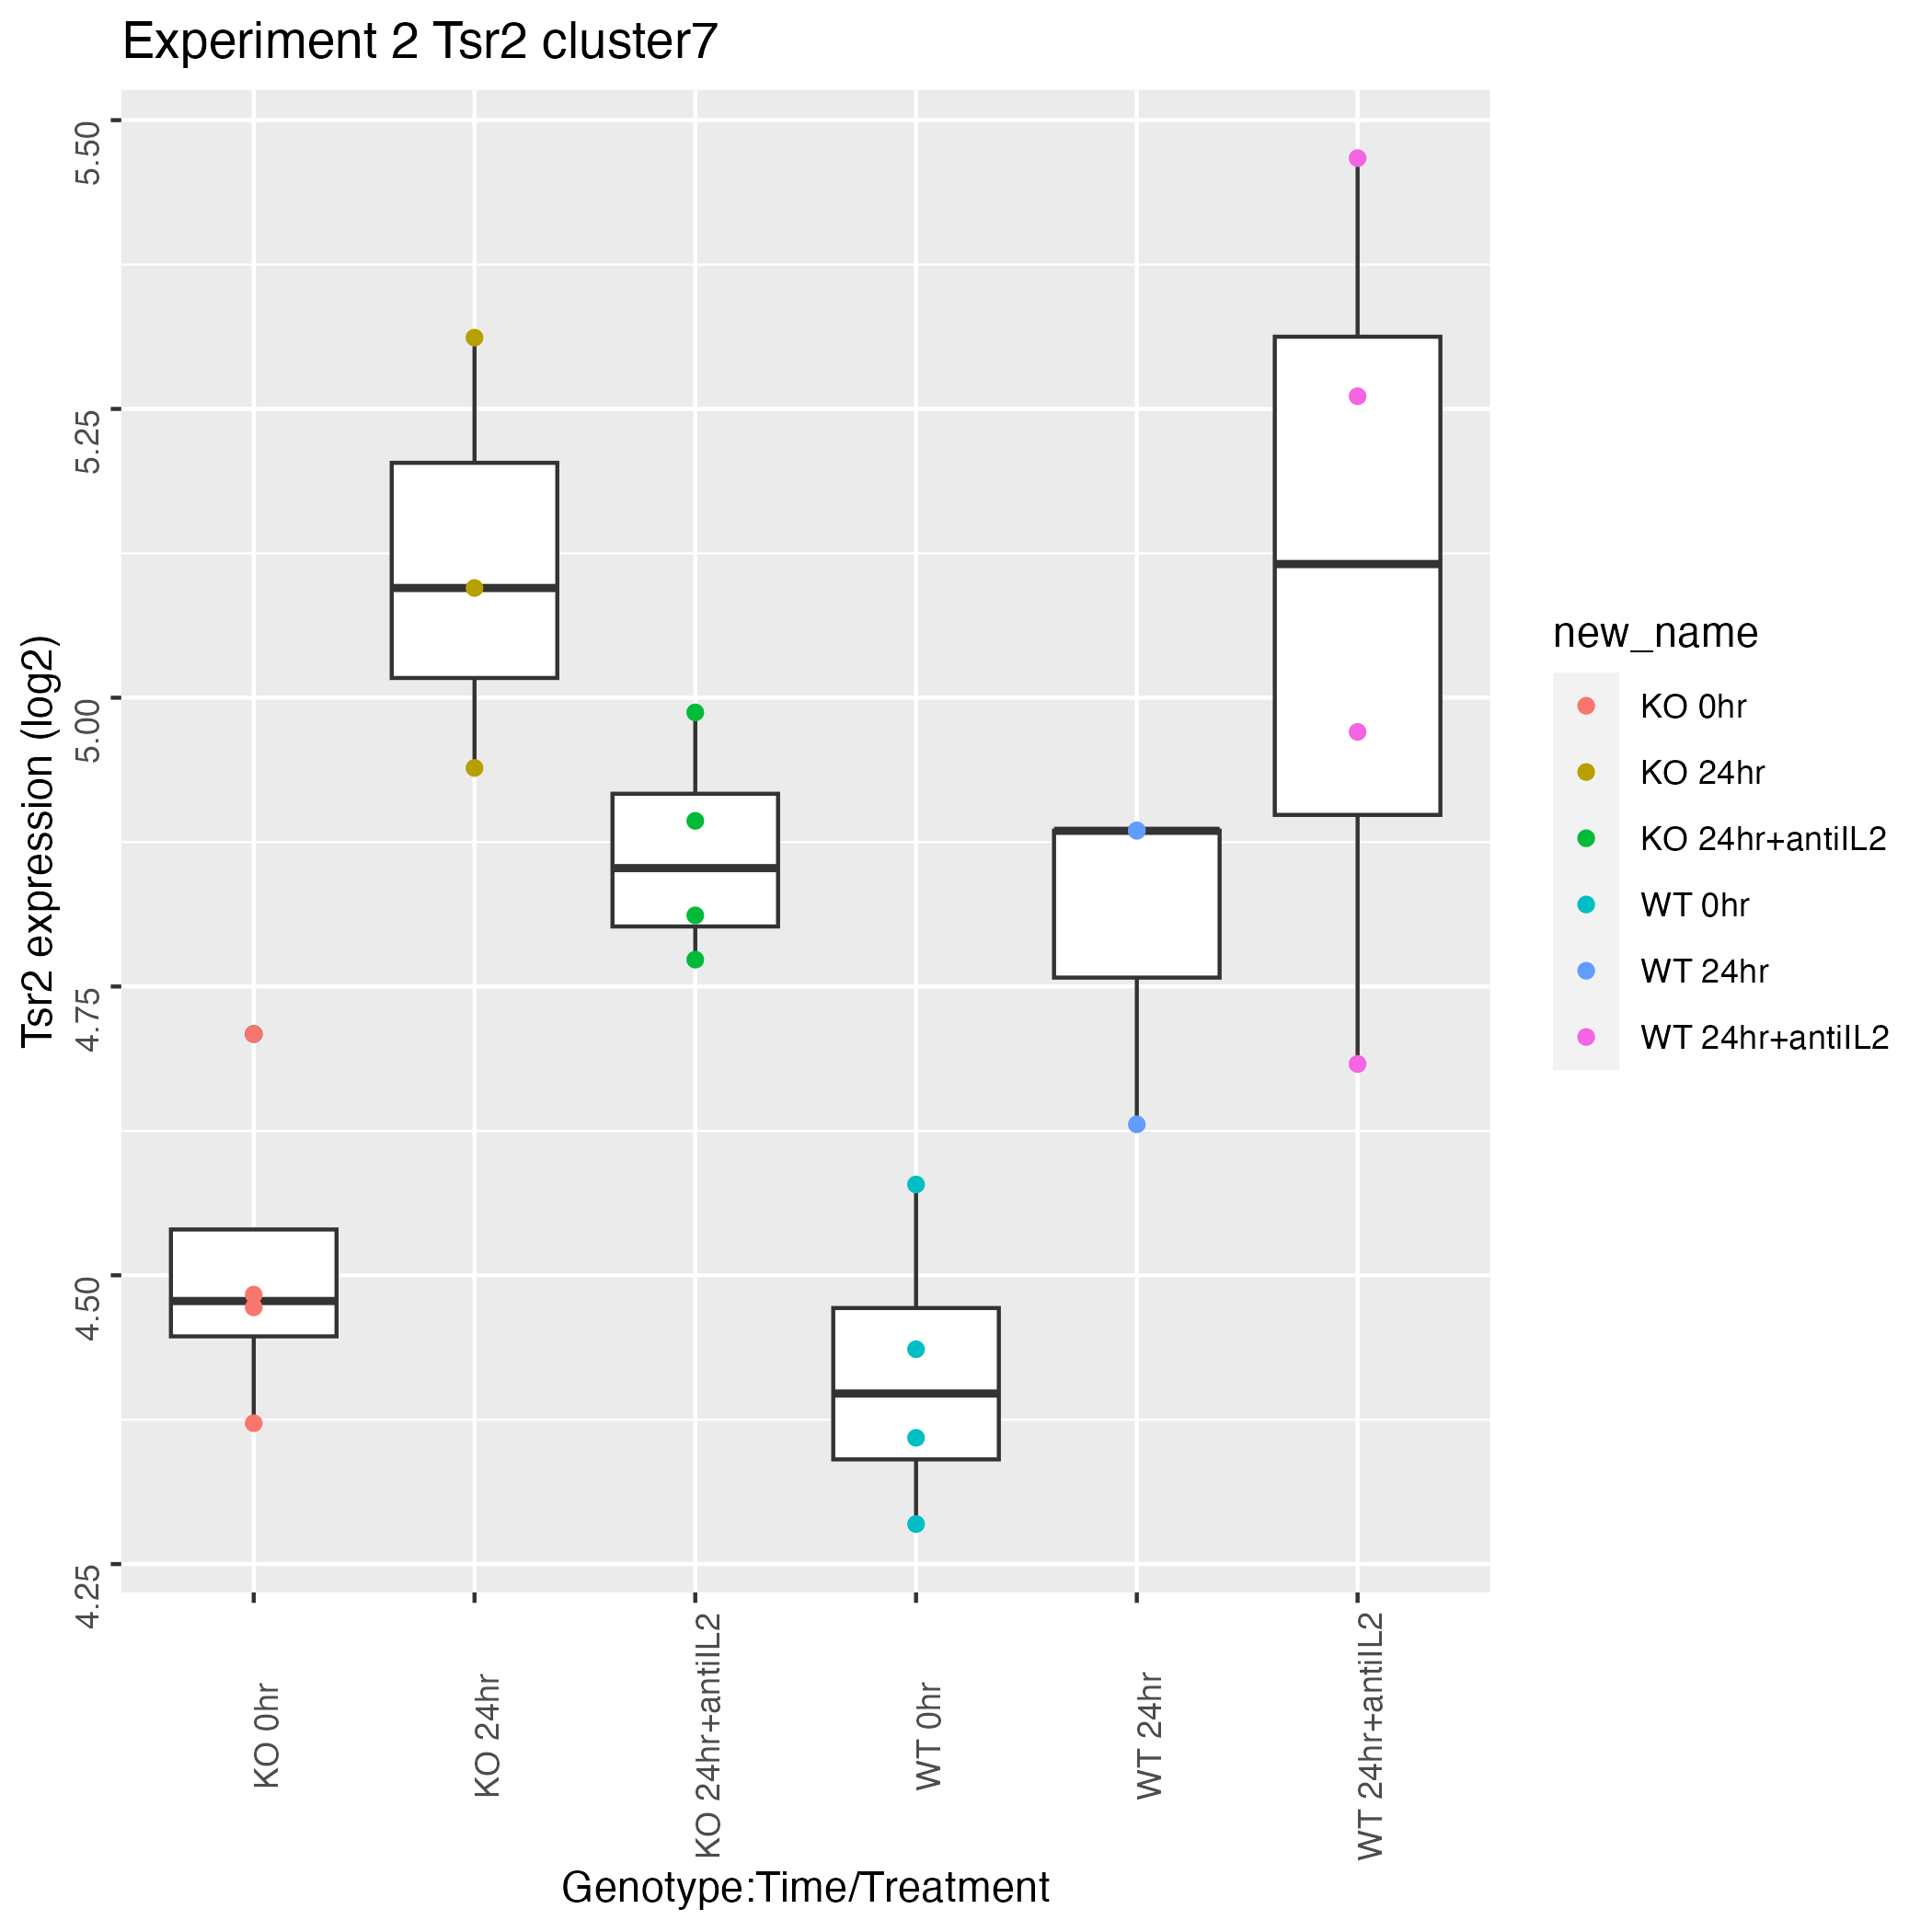 Experiment 2 Tsr2 cluster7
Tsr2 expression (log2)
5.50
5.25
5.00
4.75
4.50
4.25
KO 0hr
KO 24hr
KO 24hr+antiIL2
WT 0hr
WT 24hr
WT 24hr+antiIL2
Genotype:Time/Treatment
new_name
KO 0hr
KO 24hr
KO 24hr+antiIL2
WT 0hr
WT 24hr
WT 24hr+antiIL2